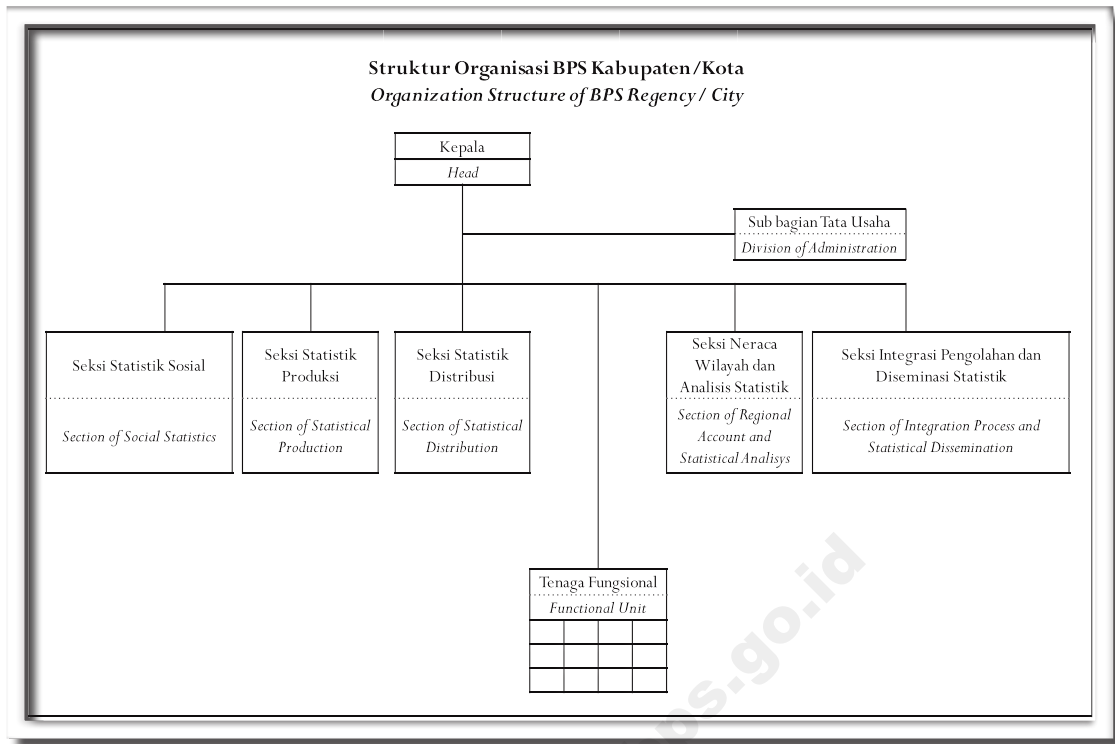 Struktur Organisasi BPS Kabupaten/Kota
Organization Structure of BPS Regency/ City
Kepala
Head
Sub bagian Tata Usaha
Division of Administration
Seksi Statistik Sosial
Section of Social Statistics
Seksi Statistik
Produksi
Section of Statistical
Production
Seksi Statistik
Distribusi
Section of Statistical
Distribution
Seksi Neraca
Wilayah dan
Analisis Statistik
Section of Regional
Account and
Statistical Analisys
Seksi Integrasi Pengolahan dan
Diseminasi Statistik
Section of Integration Process and
Statistical Dissemination
Tenaga Fungsional
Functional Unit
bps.go.id